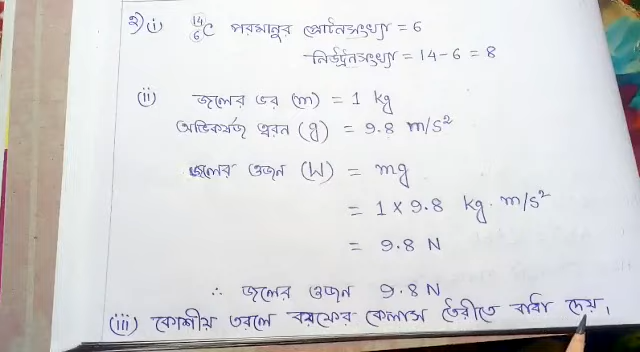 ২) (i) ¹⁴₆C পরমানুর প্রোটনসংখ্যা = 6
নিউট্রনসংখ্যা = 14 - 6 = 8
(ii) জলের ভর (m) = 1 kg
অভিকর্ষজ ত্বরন (g) = 9.8 m/s²
জলের ওজন (W) = mg
= 1 × 9.8 kg. m/s²
= 9.8 N
∴ জলের ওজন 9.8 N
(iii) কোশীয় তরলে বরফের কেলাস তৈরীতে বাধা দেয়।